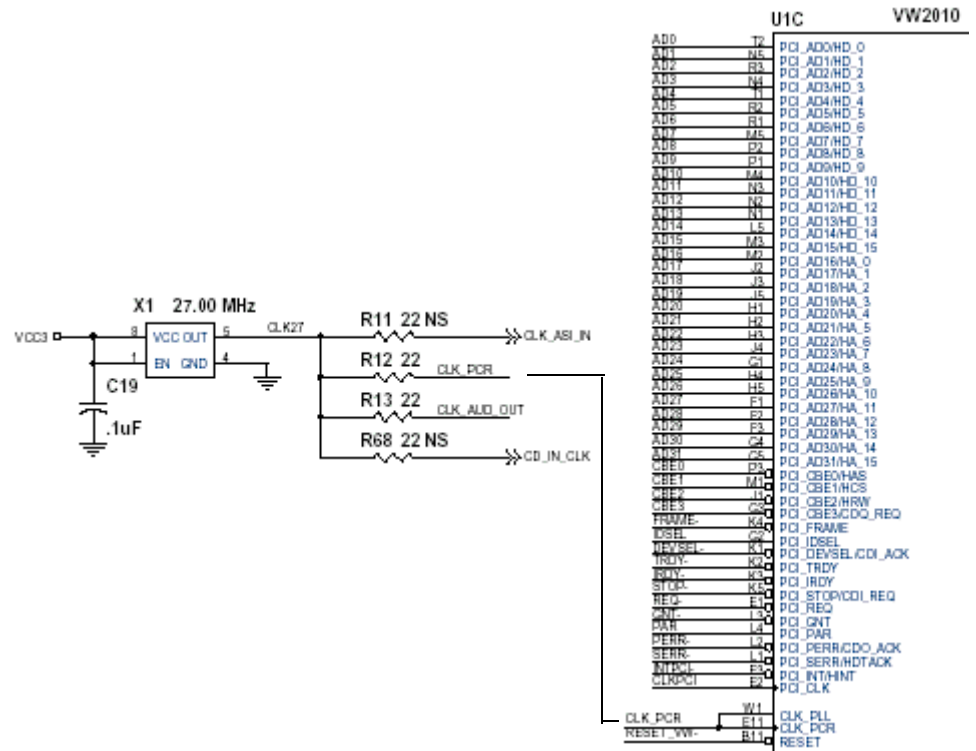 U1C VW2010
AD0 T2 PCI_AD0/HD_0
AD1 N5 PCI_AD1/HD_1
AD2 R3 PCI_AD2/HD_2
AD3 N4 PCI_AD3/HD_3
AD4 T1 PCI_AD4/HD_4
AD5 R2 PCI_AD5/HD_5
AD6 R1 PCI_AD6/HD_6
AD7 M5 PCI_AD7/HD_7
AD8 P2 PCI_AD8/HD_8
AD9 P1 PCI_AD9/HD_9
AD10 M4 PCI_AD10/HD_10
AD11 N3 PCI_AD11/HD_11
AD12 N2 PCI_AD12/HD_12
AD13 N1 PCI_AD13/HD_13
AD14 L5 PCI_AD14/HD_14
AD15 M3 PCI_AD15/HD_15
AD16 M2 PCI_AD16/HA_0
AD17 J2 PCI_AD17/HA_1
AD18 J3 PCI_AD18/HA_2
AD19 J5 PCI_AD19/HA_3
AD20 H1 PCI_AD20/HA_4
AD21 H2 PCI_AD21/HA_5
AD22 H3 PCI_AD22/HA_6
AD23 J4 PCI_AD23/HA_7
AD24 G1 PCI_AD24/HA_8
AD25 H4 PCI_AD25/HA_9
AD26 H5 PCI_AD26/HA_10
AD27 F1 PCI_AD27/HA_11
AD28 F2 PCI_AD28/HA_12
AD29 F3 PCI_AD29/HA_13
AD30 G4 PCI_AD30/HA_14
AD31 G5 PCI_AD31/HA_15
CBE0 P3 PCI_CBE0/HAS
CBE1 M1 PCI_CBE1/HCS
CBE2 J1 PCI_CBE2/HRW
CBE3 G3 PCI_CBE3/CDQ_REQ
FRAME- K4 PCI_FRAME
IDSEL G2 PCI_IDSEL
DEVSEL- K1 PCI_DEVSEL/CDI_ACK
TRDY- K2 PCI_TRDY
IRDY- K3 PCI_IRDY
STOP- K5 PCI_STOP/CDI_REQ
REQ- E1 PCI_REQ
GNT- L3 PCI_GNT
PAR L4 PCI_PAR
PERR- L2 PCI_PERR/CDO_ACK
SERR- L1 PCI_SERR/HDTACK
INTPCI- E3 PCI_INT/HINT
CLKPCI E2 PCI_CLK
W1 CLK_PLL
CLK_PCR E11 CLK_PCR
RESET_VW- B11 RESET
X1 27.00 MHz
VCC3 8 VCC OUT 5 CLK27
1 EN GND 4
C19
.1uF
R11 22 NS CLK_ASI_IN
R12 22 CLK_PCR
R13 22 CLK_AUD_OUT
R68 22 NS CD_IN_CLK